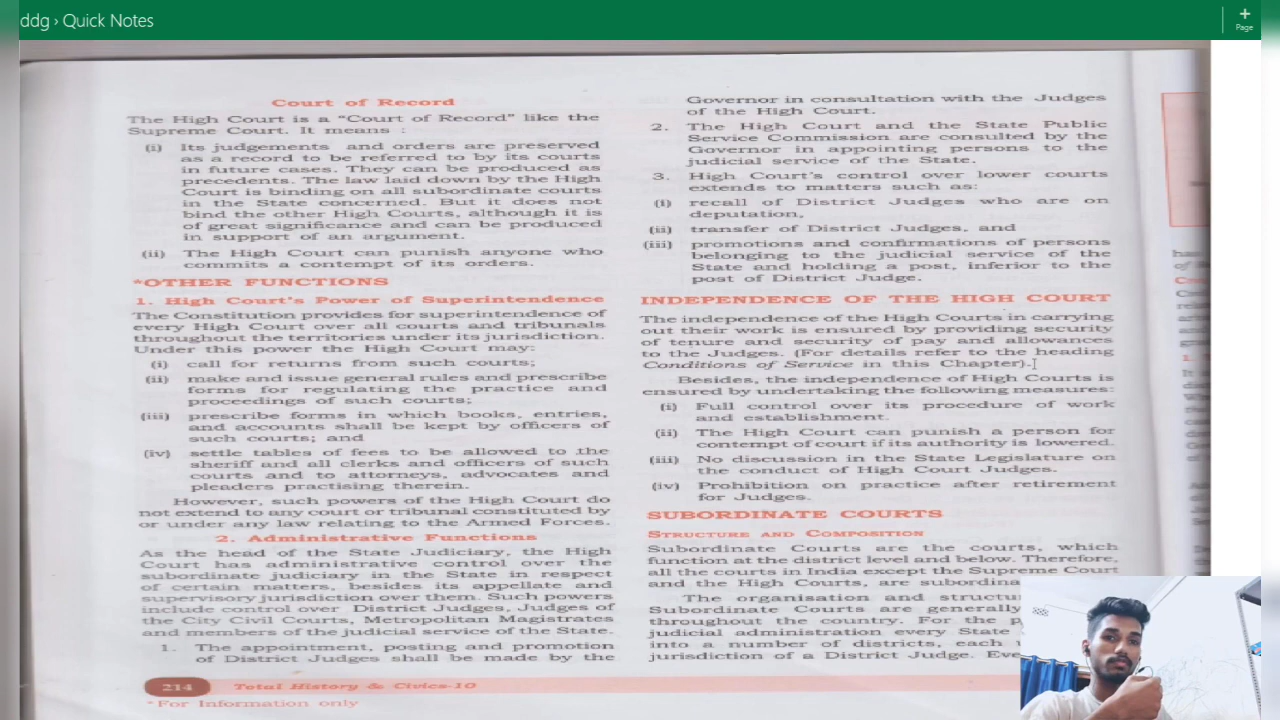 ddg › Quick Notes
+
Page
Court of Record
The High Court is a “Court of Record” like the
Supreme Court. It means :
(i) Its judgements and orders are preserved
as a record to be referred to by its courts
in future cases. They can be produced as
precedents. The law laid down by the High
Court is binding on all subordinate courts
in the State concerned. But it does not
bind the other High Courts, although it is
of great significance and can be produced
in support of an argument.
(ii) The High Court can punish anyone who
commits a contempt of its orders.
*OTHER FUNCTIONS
1. High Court's Power of Superintendence
The Constitution provides for superintendence of
every High Court over all courts and tribunals
throughout the territories under its jurisdiction.
Under this power the High Court may:
(i) call for returns from such courts;
(ii) make and issue general rules and prescribe
forms for regulating the practice and
proceedings of such courts;
(iii) prescribe forms in which books, entries,
and accounts shall be kept by officers of
such courts; and
(iv) settle tables of fees to be allowed to the
sheriff and all clerks and officers of such
courts and to attorneys, advocates and
pleaders practising therein.
However, such powers of the High Court do
not extend to any court or tribunal constituted by
or under any law relating to the Armed Forces.
2. Administrative Functions
As the head of the State Judiciary, the High
Court has administrative control over the
subordinate judiciary in the State in respect
of certain matters, besides its appellate and
supervisory jurisdiction over them. Such powers
include control over District Judges, Judges of
the City Civil Courts, Metropolitan Magistrates
and members of the judicial service of the State.
1. The appointment, posting and promotion
of District Judges shall be made by the
Governor in consultation with the Judges
of the High Court.
2. The High Court and the State Public
Service Commission are consulted by the
Governor in appointing persons to the
judicial service of the State.
3. High Court's control over lower courts
extends to matters such as:
(i) recall of District Judges who are on
deputation,
(ii) transfer of District Judges, and
(iii) promotions and confirmations of persons
belonging to the judicial service of the
State and holding a post, inferior to the
post of District Judge.
INDEPENDENCE OF THE HIGH COURT
The independence of the High Courts in carrying
out their work is ensured by providing security
of tenure and security of pay and allowances
to the Judges. (For details refer to the heading
Conditions of Service in this Chapter).]
Besides, the independence of High Courts is
ensured by undertaking the following measures:
(i) Full control over its procedure of work
and establishment.
(ii) The High Court can punish a person for
contempt of court if its authority is lowered.
(iii) No discussion in the State Legislature on
the conduct of High Court Judges.
(iv) Prohibition on practice after retirement
for Judges.
SUBORDINATE COURTS
STRUCTURE AND COMPOSITION
Subordinate Courts are the courts, which
function at the district level and below. Therefore,
all the courts in India except the Supreme Court
and the High Courts, are subordina
The organisation and structur
Subordinate Courts are generally
throughout the country. For the p
judicial administration every State
into a number of districts, each
jurisdiction of a District Judge. Eve
214 Total History & Civics-10
*For Information only